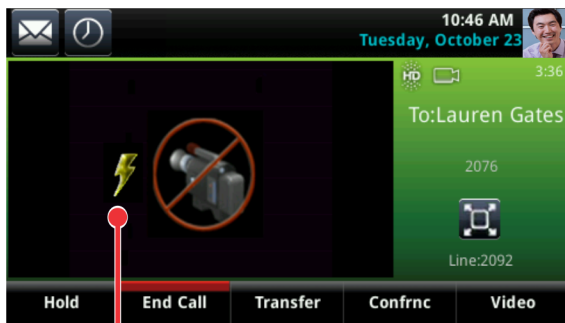 10:46 AM
Tuesday, October 23
HD
3:36
To:Lauren Gates
2076
Line:2092
Hold
End Call
Transfer
Confrnc
Video